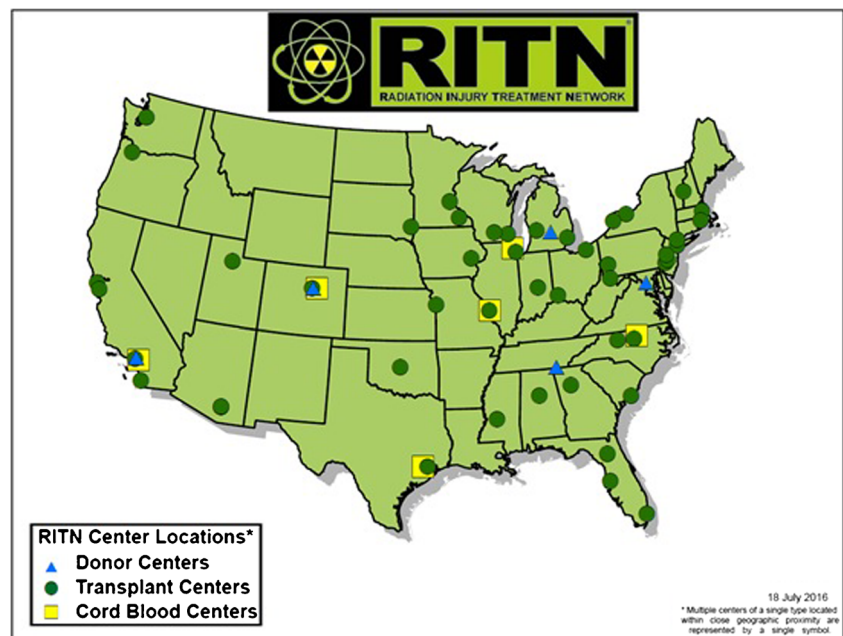 RITN®
RADIATION INJURY TREATMENT NETWORK
RITN Center Locations*
Donor Centers
Transplant Centers
Cord Blood Centers
18 July 2016
* Multiple centers of a single type located
within close geographic proximity are
represented by a single symbol.